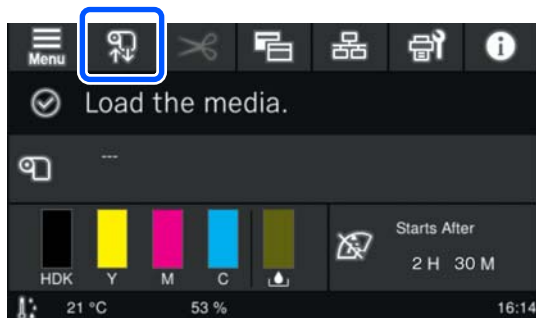 Menu
Load the media.
---
Starts After
2 H 30 M
HDK Y M C
21 °C 53 % 16:14